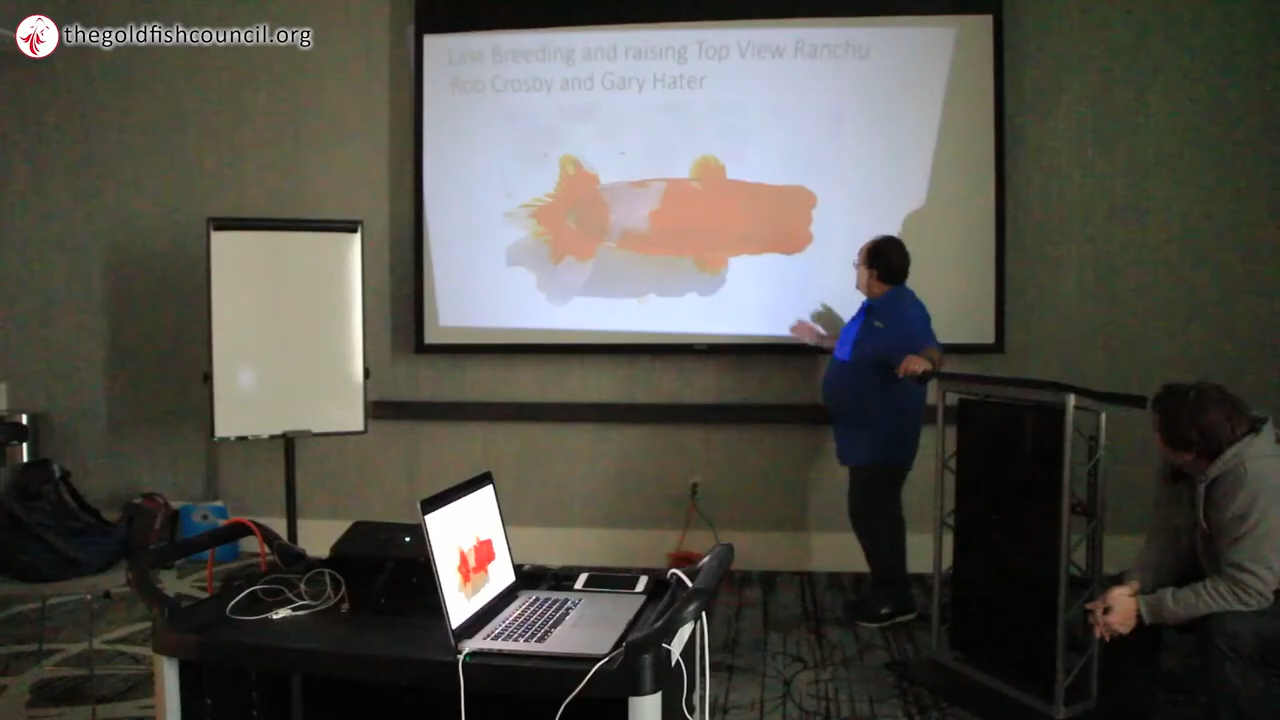 thegoldfishcouncil.org
Line Breeding and raising Top View Ranchu
Rob Crosby and Gary Hater